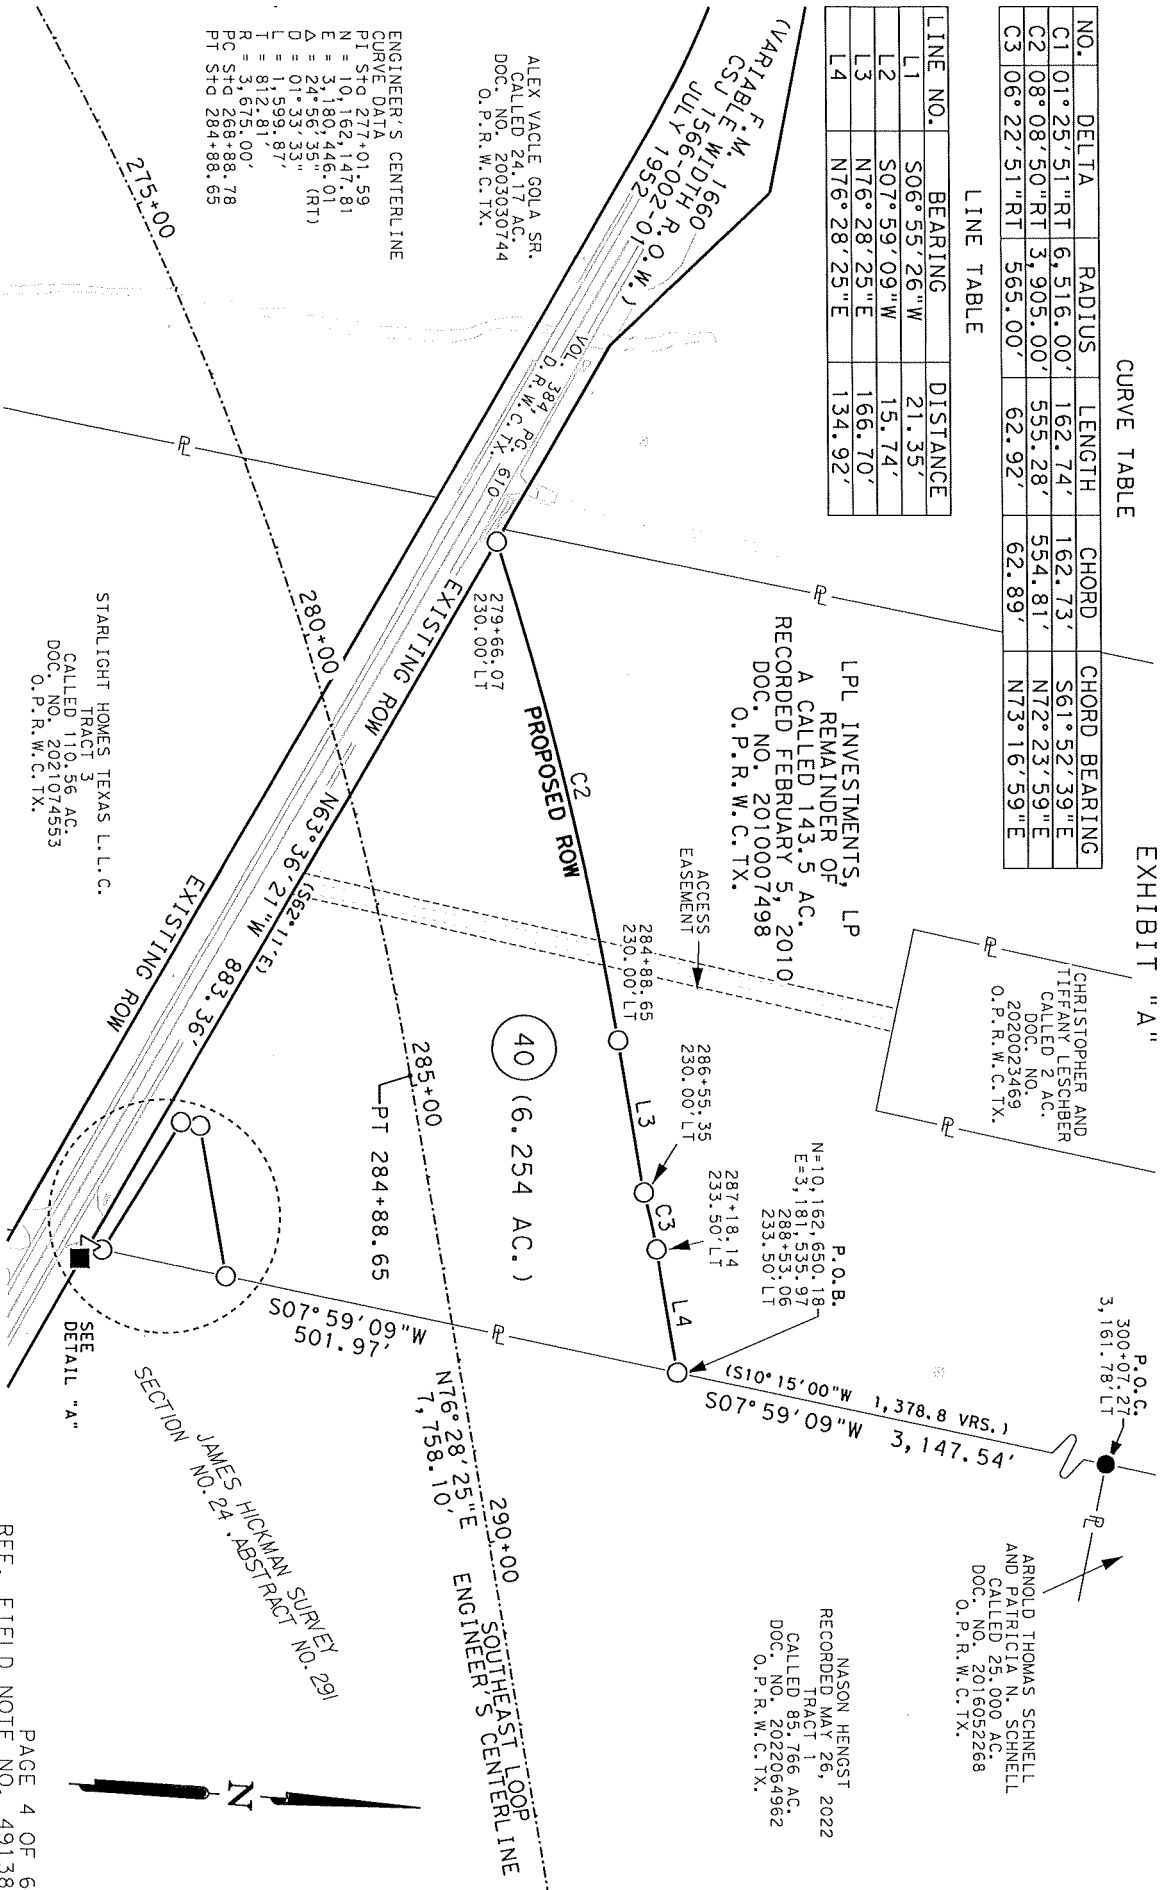 EXHIBIT "A"
CURVE TABLE
NO. DELTA RADIUS LENGTH CHORD CHORD BEARING
C1 01°25'51"RT 6,516.00' 162.74' 162.73' S61°52'39"E
C2 08°08'50"RT 3,905.00' 555.28' 554.81' N72°23'59"E
C3 06°22'51"RT 565.00' 62.92' 62.89' N73°16'59"E
LINE TABLE
LINE NO. BEARING DISTANCE
L1 S06°55'26"W 21.35'
L2 S07°59'09"W 15.74'
L3 N76°28'25"E 166.70'
L4 N76°28'25"E 134.92'
F.M. 1660
(VARIABLE WIDTH R.O.W.)
CSJ 1566-002-01
JULY 1952
VOL. 384, PG. 610
D.R.W.C.TX.
ALEX VACLE GOLA SR.
CALLED 24.17 AC.
DOC. NO. 2003030744
O.P.R.W.C.TX.
ENGINEER'S CENTERLINE
CURVE DATA
PI Sta 277+01.59
N = 10,162,147.81
E = 3,180,446.01
Δ = 24°56'35" (RT)
D = 01°33'33"
L = 1,599.87'
T = 812.81'
R = 3,675.00'
PC Sta 268+88.78
PT Sta 284+88.65
275+00
280+00
285+00
290+00
PL
PL
279+66.07
230.00'LT
EXISTING ROW
C2
PROPOSED ROW
LPL INVESTMENTS, LP
REMAINDER OF
A CALLED 143.5 AC.
RECORDED FEBRUARY 5, 2010
DOC. NO. 2010007498
O.P.R.W.C.TX.
ACCESS
EASEMENT
CHRISTOPHER AND
TIFFANY LESCHBER
CALLED 2 AC.
DOC. NO.
2020023469
O.P.R.W.C.TX.
PL
PL
284+88.65
230.00'LT
L3
286+55.35
230.00'LT
C3
287+18.14
233.50'LT
L4
P.O.B.
N=10,162,650.18
E=3,181,535.97
288+53.06
233.50'LT
P.O.C.
300+07.27
3,161.78'LT
(S10°15'00"W 1,378.8 VRS.)
S07°59'09"W 3,147.54'
PL
ARNOLD THOMAS SCHNELL
AND PATRICIA N. SCHNELL
CALLED 25.000 AC.
DOC. NO. 2016052268
O.P.R.W.C.TX.
NASON HENGST
RECORDED MAY 26, 2022
TRACT 1
CALLED 85.766 AC.
DOC. NO. 2022064962
O.P.R.W.C.TX.
40 (6.254 AC.)
PT 284+88.65
S07°59'09"W
501.97'
PL
N76°28'25"E
7,758.10'
SOUTHEAST LOOP
ENGINEER'S CENTERLINE
N63°36'21"W 883.36'
(S62°11'E)
EXISTING ROW
STARLIGHT HOMES TEXAS L.L.C.
TRACT 3
CALLED 110.56 AC.
DOC. NO. 2021074553
O.P.R.W.C.TX.
SEE
DETAIL "A"
JAMES HICKMAN SURVEY
SECTION NO.24, ABSTRACT NO.291
N
PAGE 4 OF 6
REF. FIELD NOTE NO. 49138